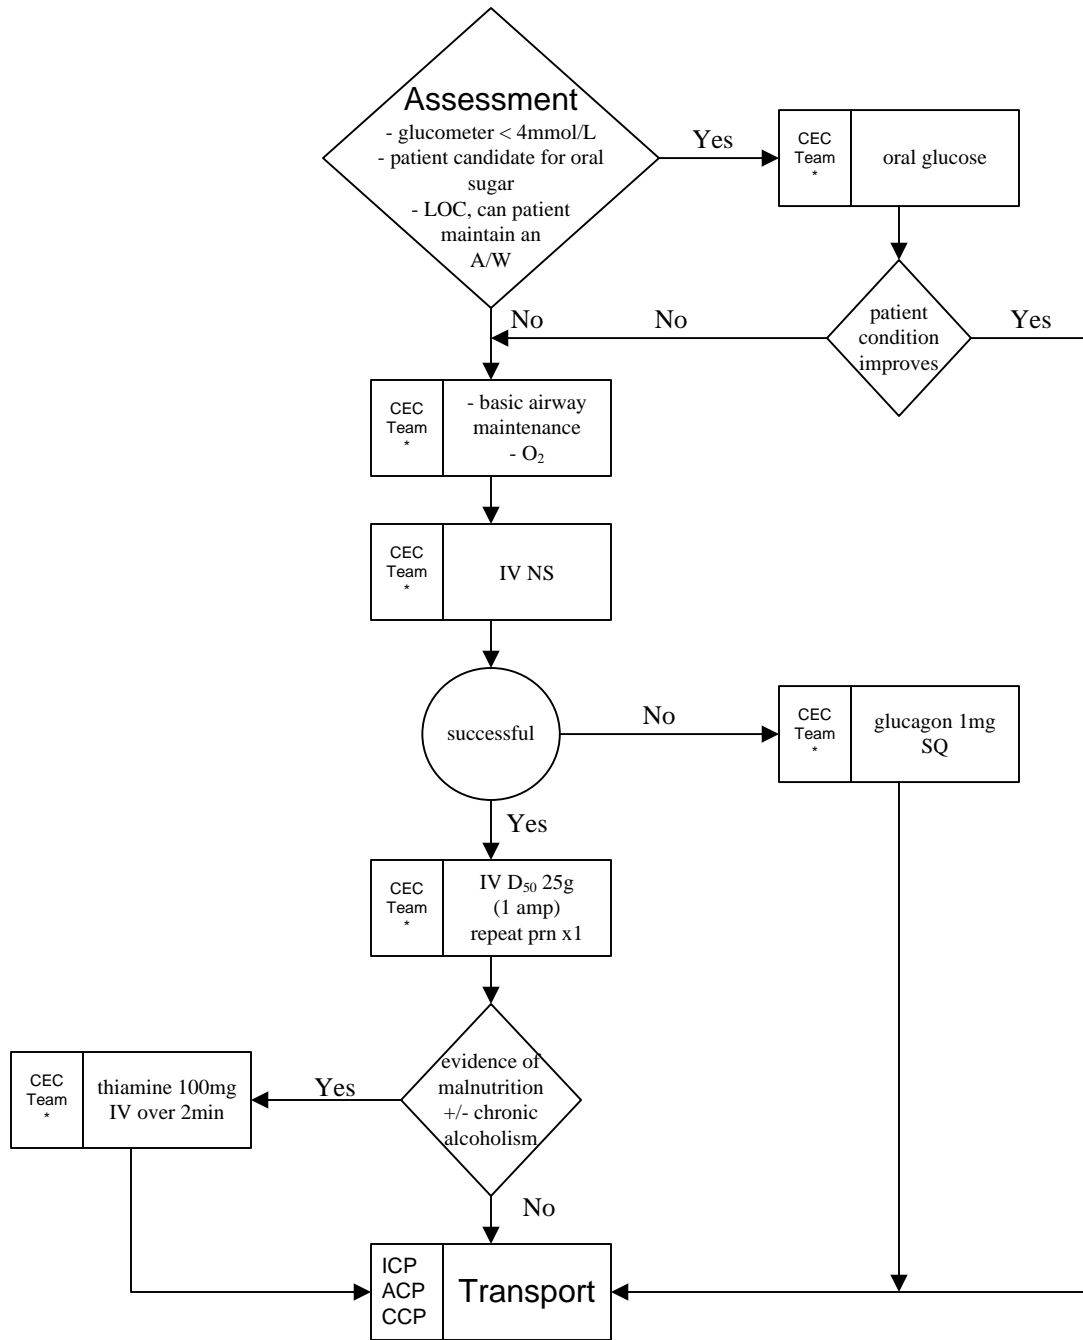 Assessment
- glucometer < 4mmol/L
- patient candidate for oral
sugar
- LOC, can patient
maintain an
A/W
Yes
CEC
Team
*
oral glucose
patient
condition
improves
Yes
No
No
CEC
Team
*
- basic airway
maintenance
- O₂
CEC
Team
*
IV NS
successful
No
CEC
Team
*
glucagon 1mg
SQ
Yes
CEC
Team
*
IV D₅₀ 25g
(1 amp)
repeat prn x1
evidence of
malnutrition
+/- chronic
alcoholism
Yes
CEC
Team
*
thiamine 100mg
IV over 2min
No
ICP
ACP
CCP
Transport